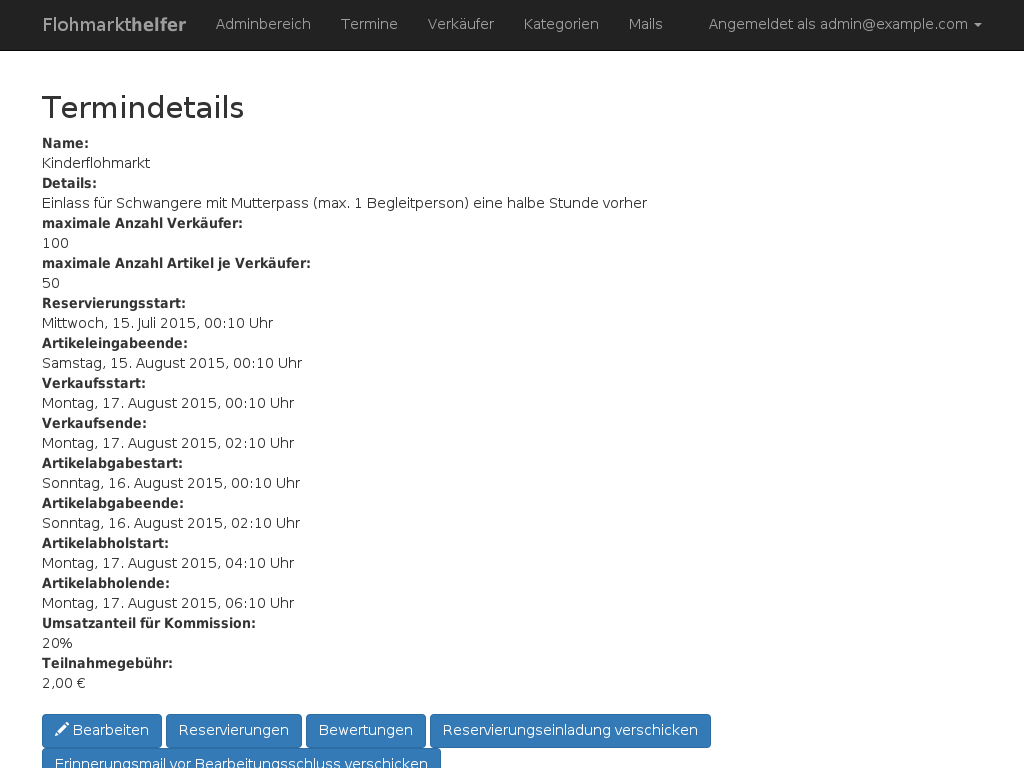 Flohmarkthelfer Adminbereich Termine Verkäufer Kategorien Mails Angemeldet als admin@example.com
Termindetails
Name:
Kinderflohmarkt
Details:
Einlass für Schwangere mit Mutterpass (max. 1 Begleitperson) eine halbe Stunde vorher
maximale Anzahl Verkäufer:
100
maximale Anzahl Artikel je Verkäufer:
50
Reservierungsstart:
Mittwoch, 15. Juli 2015, 00:10 Uhr
Artikeleingabeende:
Samstag, 15. August 2015, 00:10 Uhr
Verkaufsstart:
Montag, 17. August 2015, 00:10 Uhr
Verkaufsende:
Montag, 17. August 2015, 02:10 Uhr
Artikelabgabestart:
Sonntag, 16. August 2015, 00:10 Uhr
Artikelabgabeende:
Sonntag, 16. August 2015, 02:10 Uhr
Artikelabholstart:
Montag, 17. August 2015, 04:10 Uhr
Artikelabholende:
Montag, 17. August 2015, 06:10 Uhr
Umsatzanteil für Kommission:
20%
Teilnahmegebühr:
2,00 €
Bearbeiten Reservierungen Bewertungen Reservierungseinladung verschicken
Erinnerungsmail vor Bearbeitungsschluss verschicken